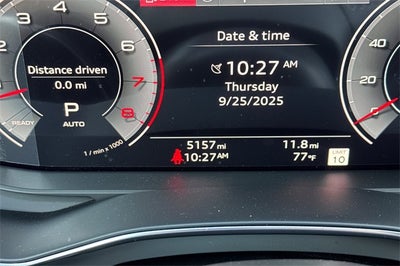 Date & time
10:27 AM
Thursday
9/25/2025
Distance driven
0.0 mi
P
AUTO
READY
1 2 3 4 5 6 7 8
1 / min x 1000
5157 mi
10:27 AM
11.8 mi
77 °F
LIMIT
10
40
0